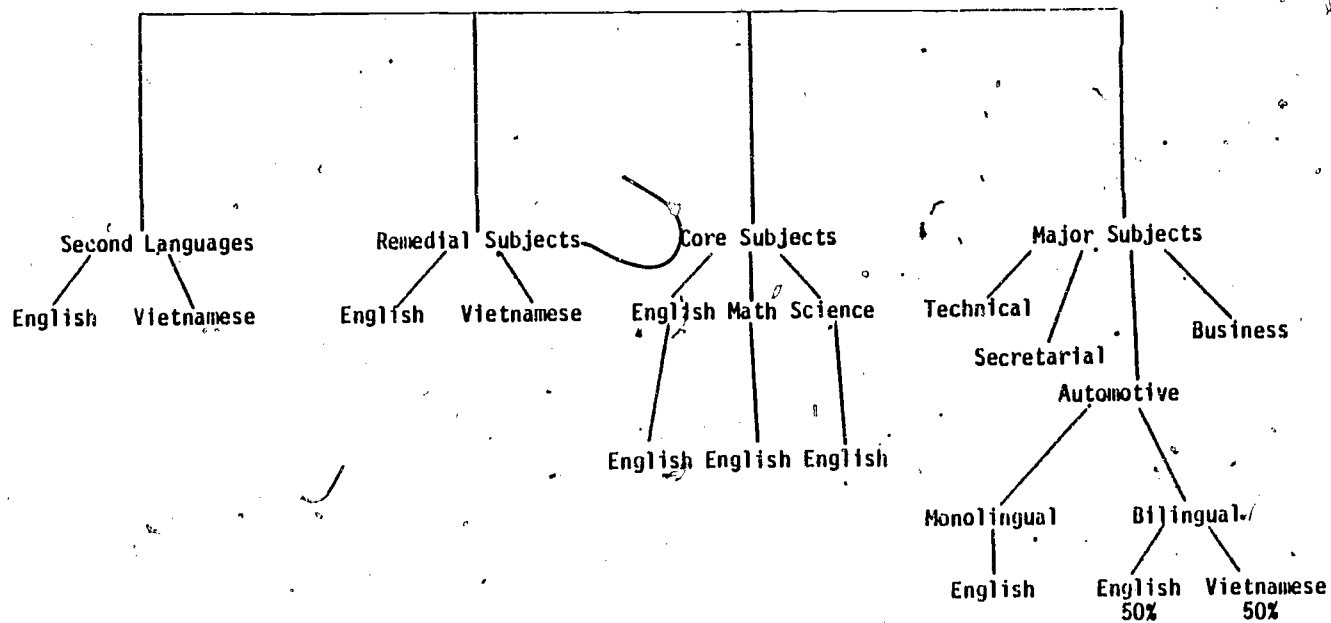 Second Languages Remedial Subjects Core Subjects Major Subjects
English Vietnamese English Vietnamese English Math Science Technical Secretarial Business
Automotive
English English English
Monolingual Bilingual
English English Vietnamese
50% 50%